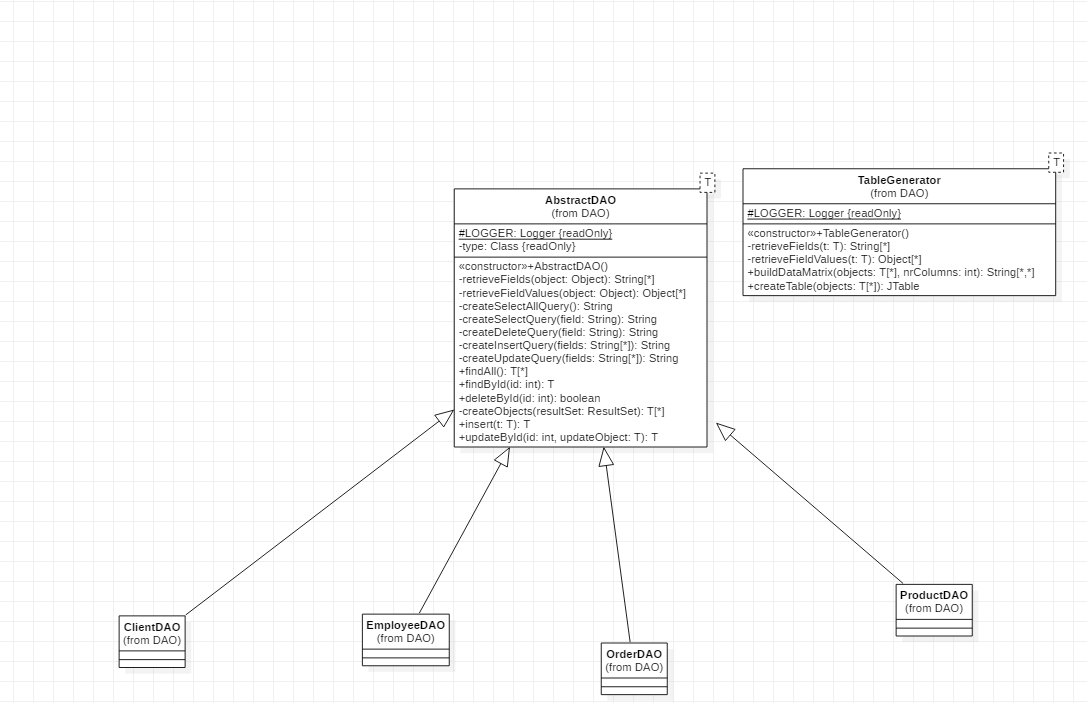 T
AbstractDAO
(from DAO)
#LOGGER: Logger {readOnly}
-type: Class {readOnly}
«constructor»+AbstractDAO()
-retrieveFields(object: Object): String[*]
-retrieveFieldValues(object: Object): Object[*]
-createSelectAllQuery(): String
-createSelectQuery(field: String): String
-createDeleteQuery(field: String): String
-createInsertQuery(fields: String[*]): String
-createUpdateQuery(fields: String[*]): String
+findAll(): T[*]
+findById(id: int): T
+deleteById(id: int): boolean
-createObjects(resultSet: ResultSet): T[*]
+insert(t: T): T
+updateById(id: int, updateObject: T): T
T
TableGenerator
(from DAO)
#LOGGER: Logger {readOnly}
«constructor»+TableGenerator()
-retrieveFields(t: T): String[*]
-retrieveFieldValues(t: T): Object[*]
+buildDataMatrix(objects: T[*], nrColumns: int): String[*,*]
+createTable(objects: T[*]): JTable
ClientDAO
(from DAO)
EmployeeDAO
(from DAO)
OrderDAO
(from DAO)
ProductDAO
(from DAO)